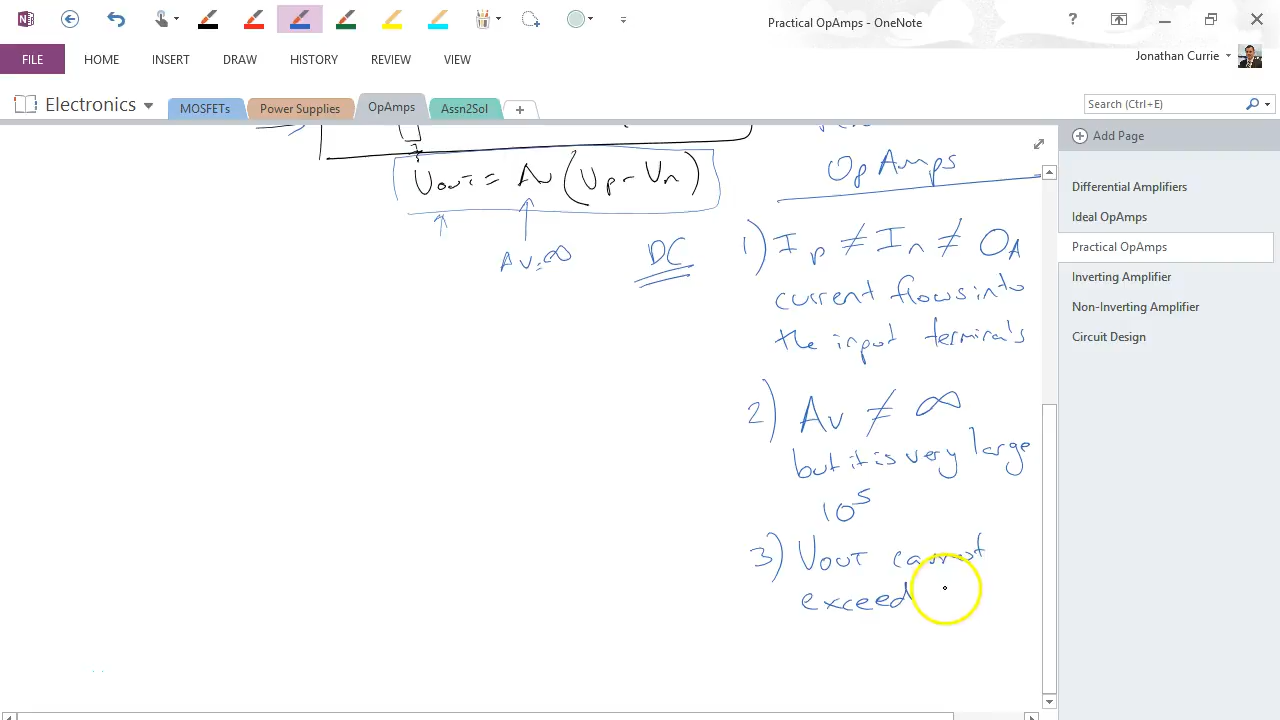 Practical OpAmps - OneNote
?
FILE
HOME
INSERT
DRAW
HISTORY
REVIEW
VIEW
Jonathan Currie
Electronics
MOSFETs
Power Supplies
OpAmps
Assn2Sol
+
Search (Ctrl+E)
Add Page
Differential Amplifiers
Ideal OpAmps
Practical OpAmps
Inverting Amplifier
Non-Inverting Amplifier
Circuit Design
VOUT = Av (Vp - Vn)
Av = ∞
DC
OpAmps
1) Ip ≠ In ≠ 0A
current flows into
the input terminals
2) Av ≠ ∞
but it is very large
10^5
3) VOUT cannot
exceed